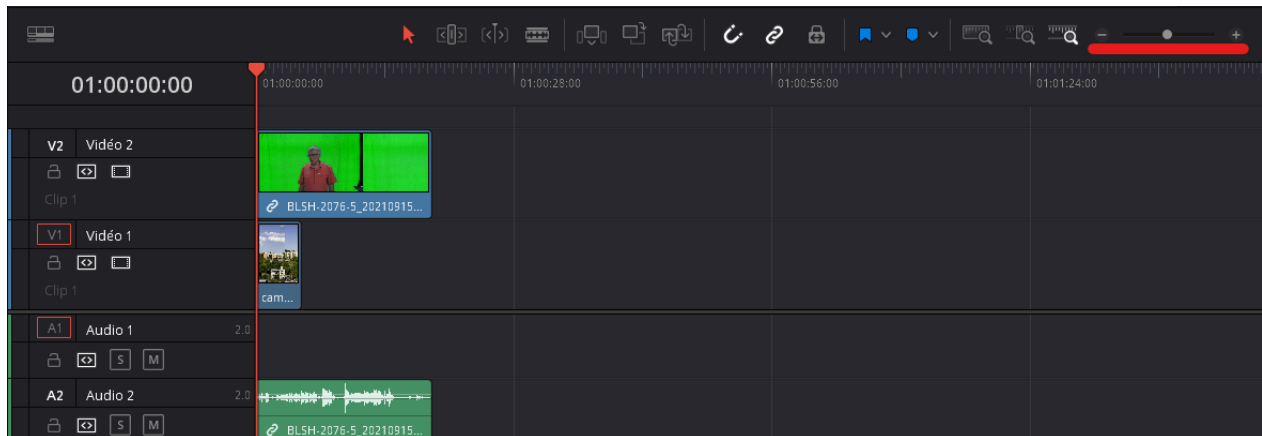 01:00:00:00
01:00:00:00 01:00:28:00 01:00:56:00 01:01:24:00
V2 Vidéo 2
Clip 1
BLSH-2076-5_20210915...
V1 Vidéo 1
Clip 1
cam...
A1 Audio 1 2.0
S M
A2 Audio 2 2.0
S M
BLSH-2076-5_20210915...